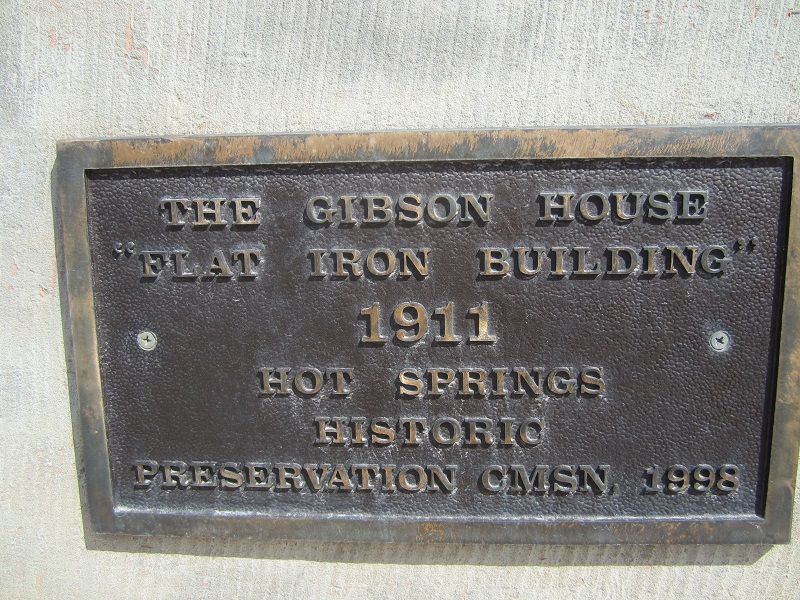 THE GIBSON HOUSE
"FLAT IRON BUILDING"
1911
HOT SPRINGS
HISTORIC
PRESERVATION CMSN, 1998